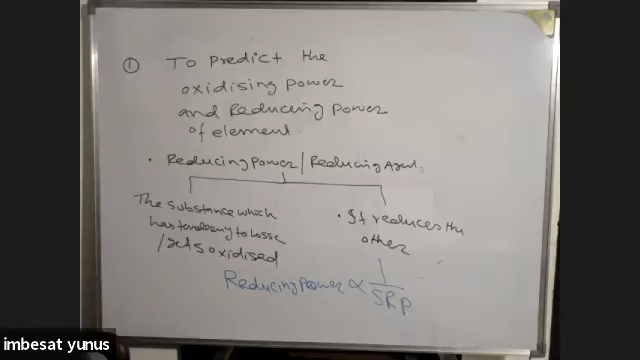 ① To predict the
oxidising power
and Reducing power
of element.
• Reducing Power / Reducing Agent.
The substance which
has tendency to losse
/ gets oxidised
• It reduces the
other
Reducing Power ∝ 1/SRP
imbesat yunus